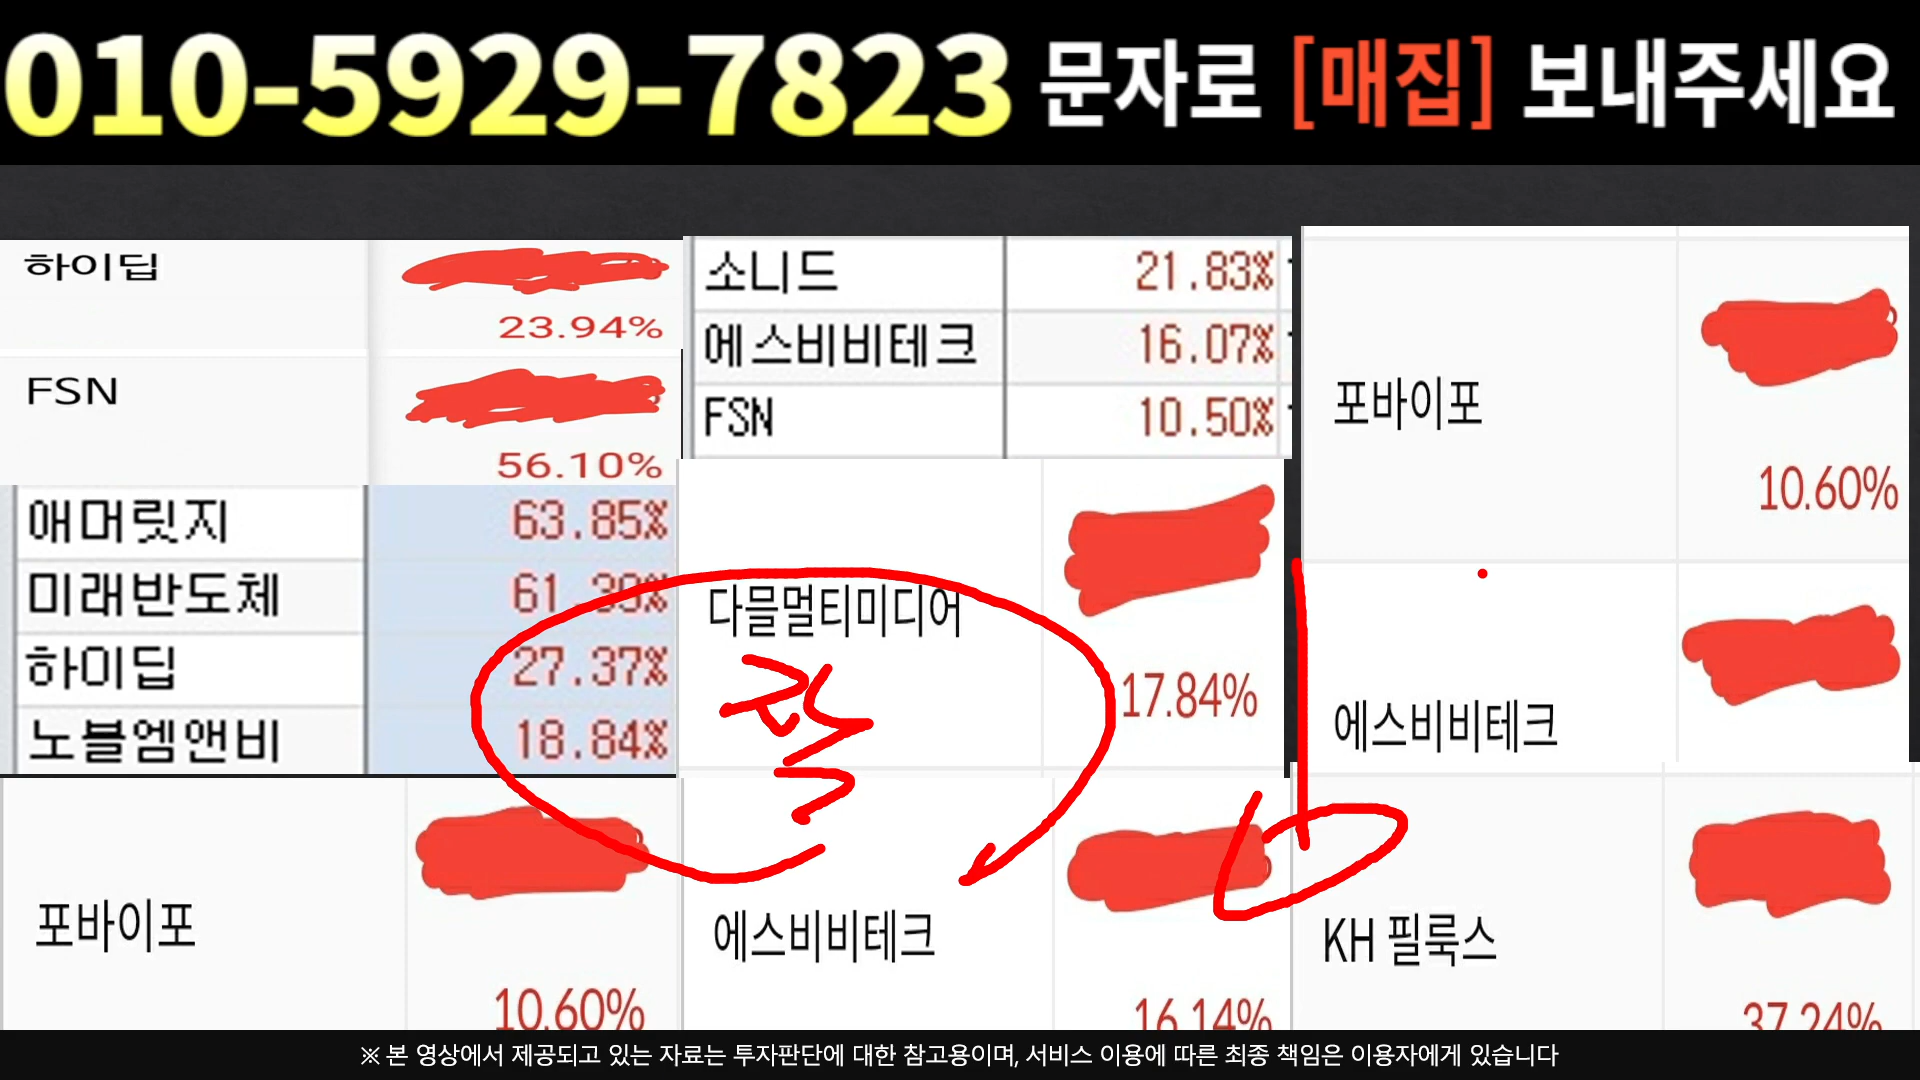 010-5929-7823 문자로 [매집] 보내주세요
하이딥
23.94%
FSN
56.10%
애머릿지 63.85%
미래반도체 61.39%
하이딥 27.37%
노블엠앤비 18.84%
소니드 21.83%
에스비비테크 16.07%
FSN 10.50%
다믈멀티미디어
17.84%
포바이포
10.60%
에스비비테크
포바이포
10.60%
에스비비테크
16.14%
KH 필룩스
37.24%
※ 본 영상에서 제공되고 있는 자료는 투자판단에 대한 참고용이며, 서비스 이용에 따른 최종 책임은 이용자에게 있습니다